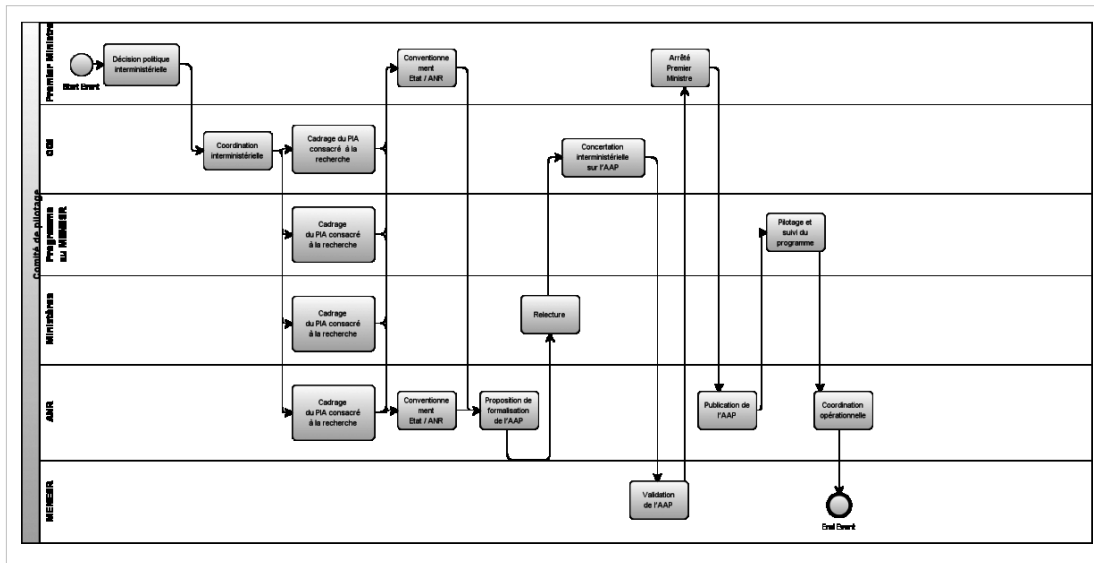 Comité de pilotage
Premier Ministre
Start Event
Décision politique
interministérielle
Conventionne
ment
Etat / ANR
Arrêté
Premier
Ministre
CGI
Coordination
interministérielle
Cadrage du PIA
consacré à la
recherche
Concertation
interministérielle
sur l'AAP
Programme
au MENESR
Cadrage
du PIA consacré
à la recherche
Pilotage et
suivi du
programme
Ministères
Cadrage
du PIA consacré
à la recherche
Relecture
ANR
Cadrage
du PIA consacré
à la recherche
Conventionne
ment
Etat / ANR
Proposition de
formalisation
de l'AAP
Publication de
l'AAP
Coordination
opérationnelle
MENESR
Validation
de l'AAP
End Event